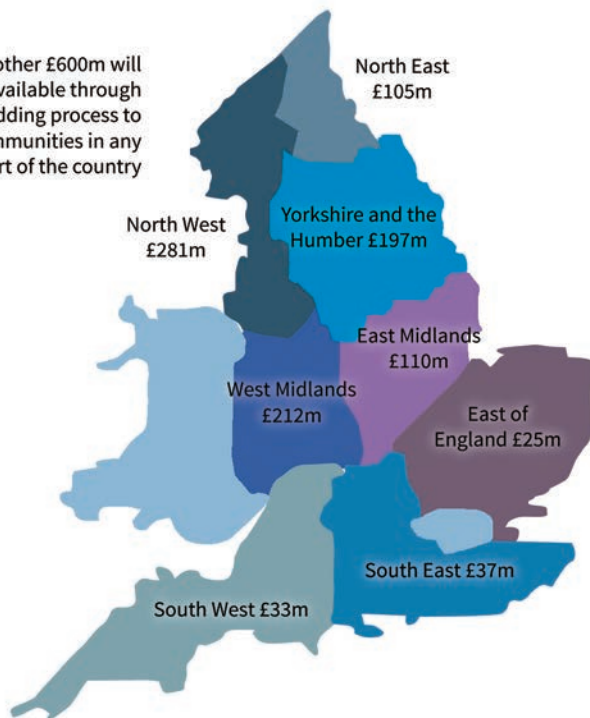 other £600m will
vailable through
dding process to
mmunities in any
rt of the country
North East
£105m
North West
£281m
Yorkshire and the
Humber £197m
East Midlands
£110m
West Midlands
£212m
East of
England £25m
South East £37m
South West £33m